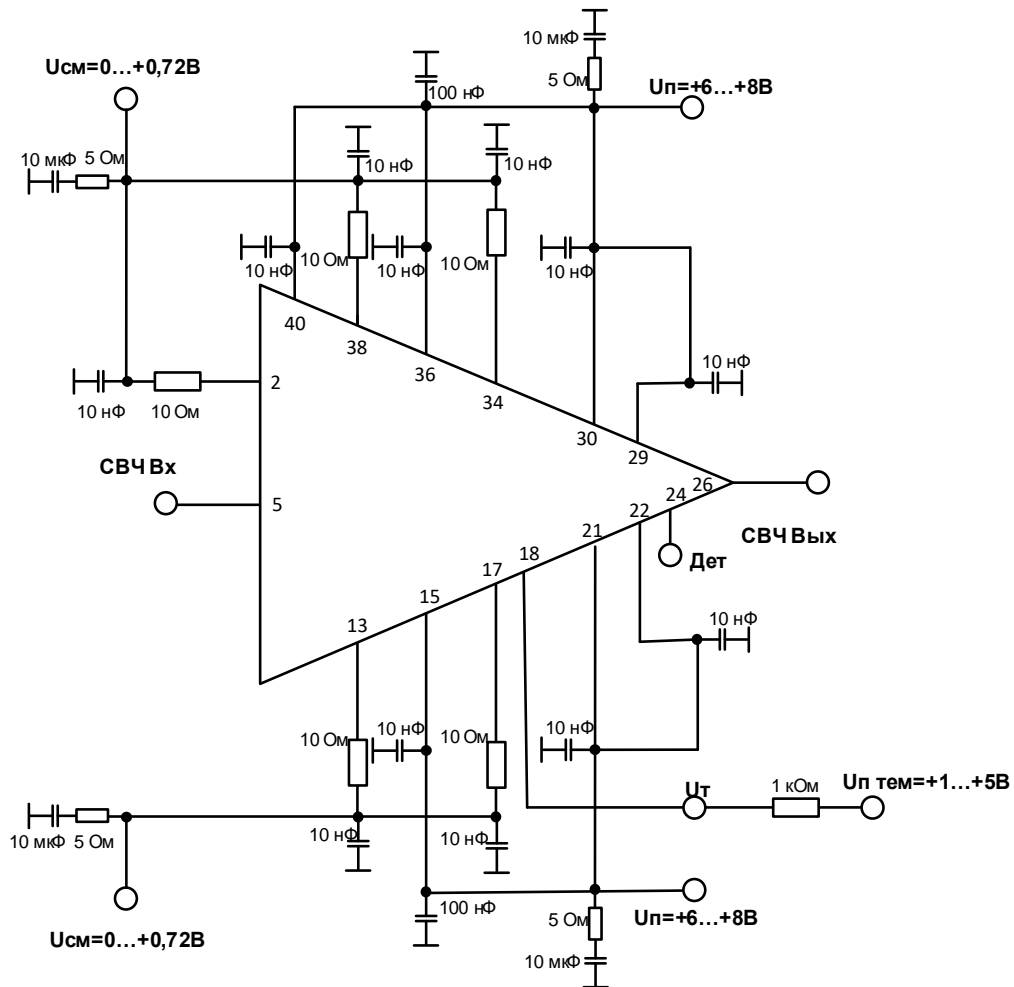 10 мкФ
Uсм=0…+0,72В
5 Ом
Uп=+6…+8В
100 нФ
10 мкФ
5 Ом
10 нФ
10 нФ
10 нФ
10 Ом
10 нФ
10 Ом
10 нФ
40
38
36
10 нФ
2
34
10 нФ
10 Ом
30
29
СВЧ Вх
26
24
5
22
СВЧ Вых
21
18
Дет
17
15
13
10 нФ
10 Ом
10 нФ
10 Ом
10 нФ
Uт
1 кОм
Uп тем=+1…+5В
10 мкФ
5 Ом
10 нФ
10 нФ
100 нФ
5 Ом
Uп=+6…+8В
Uсм=0…+0,72В
10 мкФ